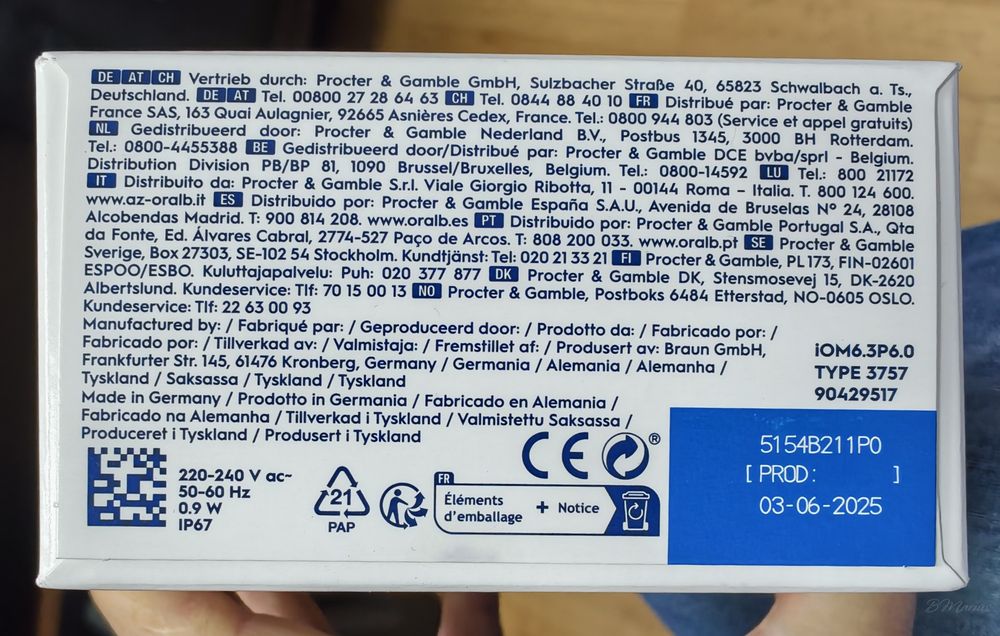 DE AT CH Vertrieb durch: Procter & Gamble GmbH, Sulzbacher Straße 40, 65823 Schwalbach a. Ts.,
Deutschland. DE AT Tel. 00800 27 28 64 63 CH Tel. 0844 88 40 10 FR Distribué par: Procter & Gamble
France SAS, 163 Quai Aulagnier, 92665 Asnières Cedex, France. Tel.: 0800 944 803 (Service et appel gratuits)
NL Gedistribueerd door: Procter & Gamble Nederland B.V., Postbus 1345, 3000 BH Rotterdam.
Tel.: 0800-4455388 BE Gedistribueerd door/Distribué par: Procter & Gamble DCE bvba/sprl - Belgium.
Distribution Division PB/BP 81, 1090 Brussel/Bruxelles, Belgium. Tel.: 0800-14592 LU Tel.: 800 21172
IT Distribuito da: Procter & Gamble S.r.l. Viale Giorgio Ribotta, 11 - 00144 Roma – Italia. T. 800 124 600.
www.az-oralb.it ES Distribuido por: Procter & Gamble España S.A.U., Avenida de Bruselas Nº 24, 28108
Alcobendas Madrid. T: 900 814 208. www.oralb.es PT Distribuido por: Procter & Gamble Portugal S.A., Qta
da Fonte, Ed. Álvares Cabral, 2774-527 Paço de Arcos. T: 808 200 033. www.oralb.pt SE Procter & Gamble
Sverige, Box 27303, SE-102 54 Stockholm. Kundtjänst: Tel: 020 21 33 21 FI Procter & Gamble, PL 173, FIN-02601
ESPOO/ESBO. Kuluttajapalvelu: Puh: 020 377 877 DK Procter & Gamble DK, Stensmosevej 15, DK-2620
Albertslund. Kundeservice: Tlf: 70 15 00 13 NO Procter & Gamble, Postboks 6484 Etterstad, NO-0605 OSLO.
Kundeservice: Tlf: 22 63 00 93
Manufactured by: / Fabriqué par: / Geproduceerd door: / Prodotto da: / Fabricado por: /
Fabricado por: / Tillverkad av: / Valmistaja: / Fremstillet af: / Produsert av: Braun GmbH,
Frankfurter Str. 145, 61476 Kronberg, Germany / Germania / Alemania / Alemanha /
Tyskland / Saksassa / Tyskland / Tyskland
Made in Germany / Prodotto in Germania / Fabricado en Alemania /
Fabricado na Alemanha / Tillverkad i Tyskland / Valmistettu Saksassa /
Produceret i Tyskland / Produsert i Tyskland
iOM6.3P6.0
TYPE 3757
90429517
5154B211P0
[ PROD: ]
03-06-2025
CE ®
220-240 V ac~
50-60 Hz
0.9 W
IP67
21
PAP
FR
Éléments
d'emballage + Notice
BMarius